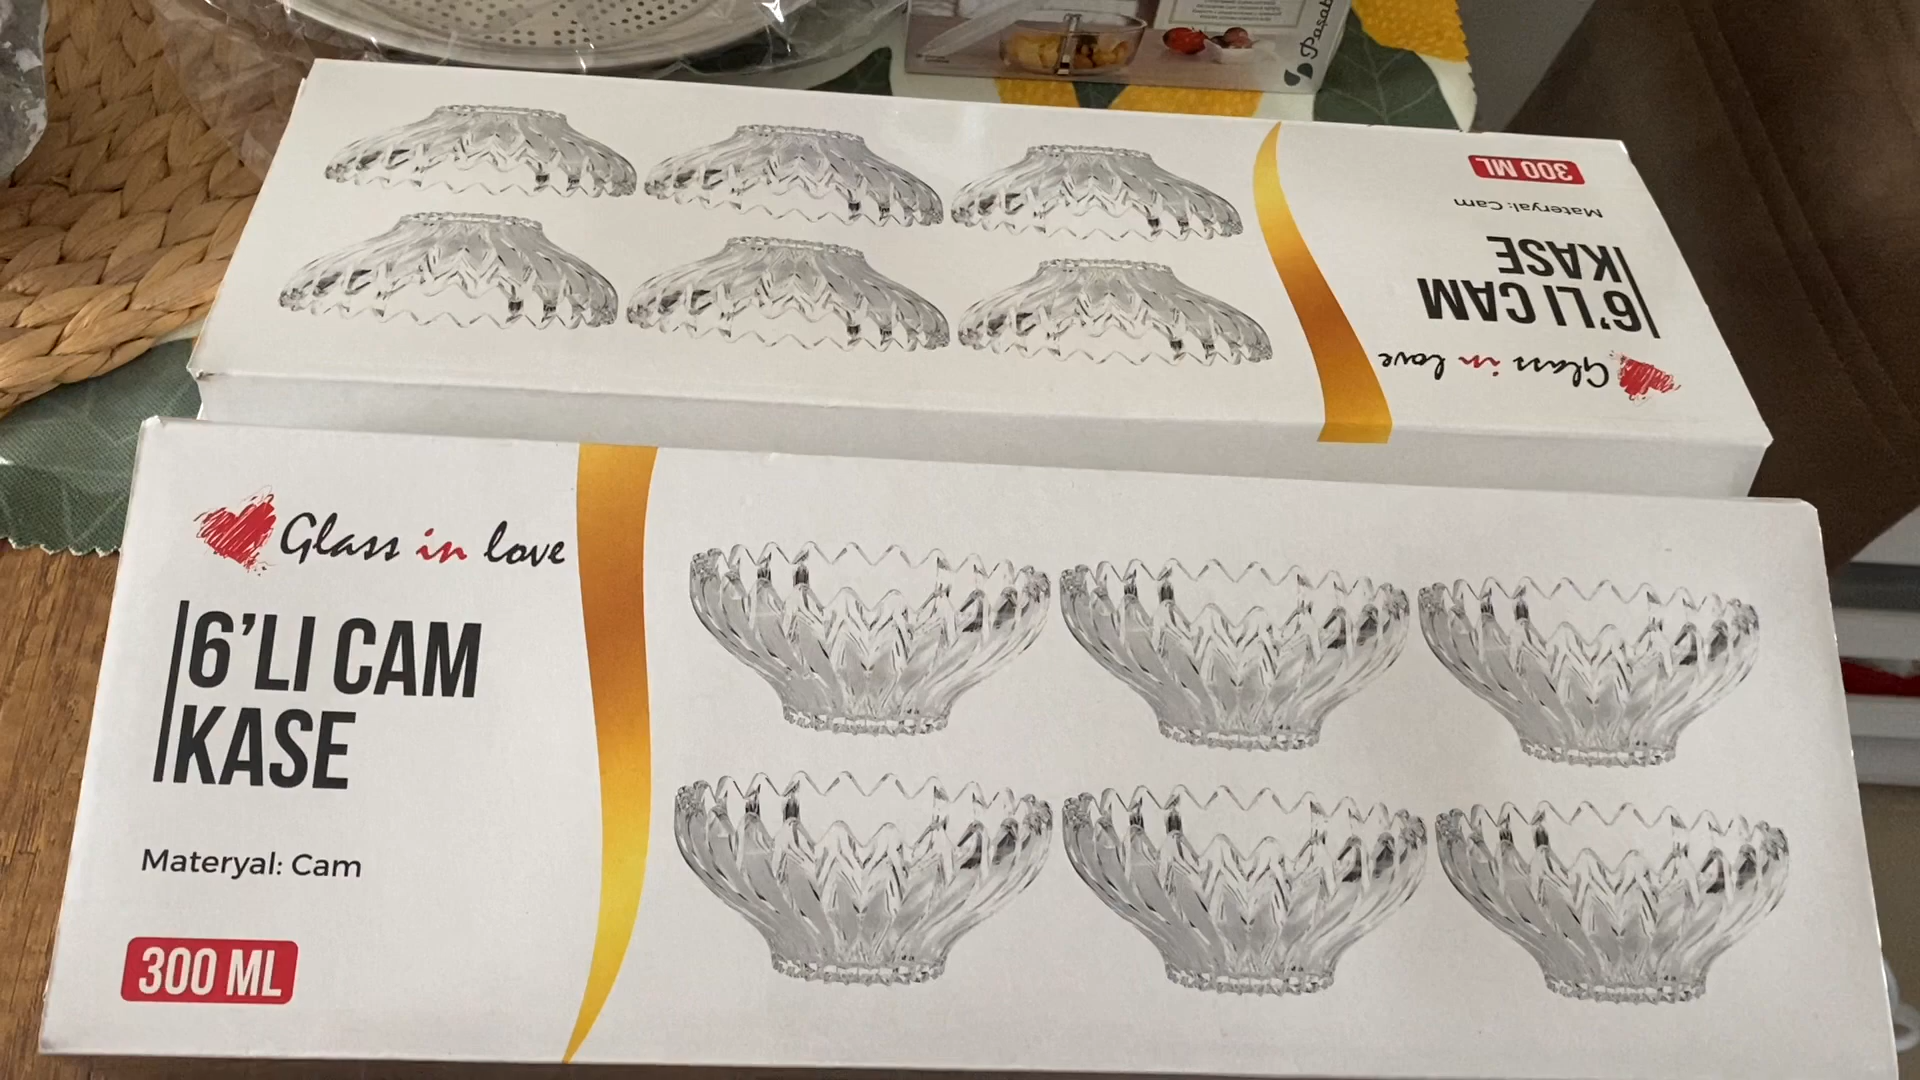 Paşab
300 ML
Materyal: Cam
6'LI CAM
KASE
Glass in love
Glass in love
6'LI CAM
KASE
Materyal: Cam
300 ML